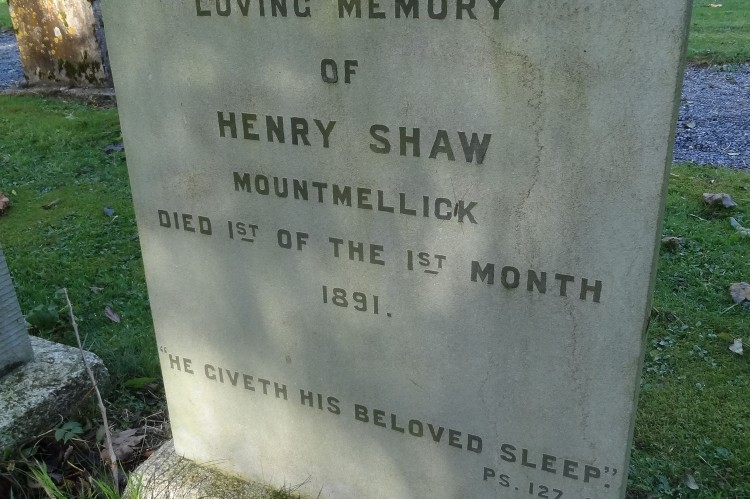 LOVING MEMORY
OF
HENRY SHAW
MOUNTMELLICK
DIED 1ST OF THE 1ST MONTH
1891.
"HE GIVETH HIS BELOVED SLEEP."
PS. 127